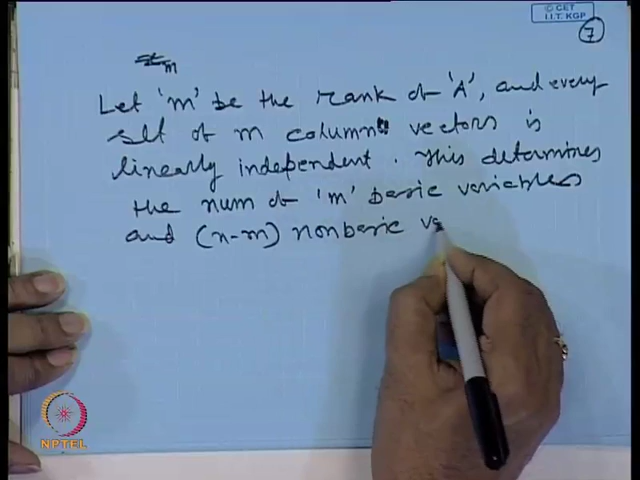 © CET
I.I.T. KGP
7
m
Let 'm' be the rank of 'A', and every
set of m column vectors is
linearly independent. This determines
the num of 'm' basic variables
and (n-m) nonbasic va
NPTEL